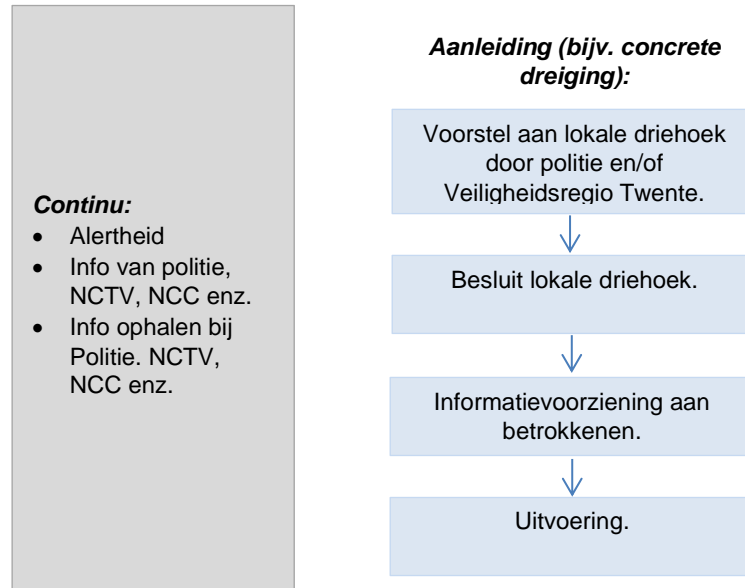 Continu:
• Alertheid
• Info van politie,
NCTV, NCC enz.
• Info ophalen bij
Politie. NCTV,
NCC enz.
Aanleiding (bijv. concrete
dreiging):
Voorstel aan lokale driehoek
door politie en/of
Veiligheidsregio Twente.
Besluit lokale driehoek.
Informatievoorziening aan
betrokkenen.
Uitvoering.